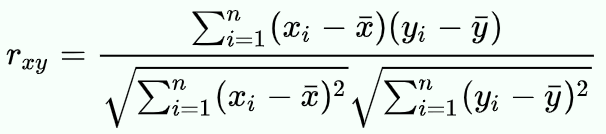 r_{xy} = \frac{\sum_{i=1}^{n}(x_i - \bar{x})(y_i - \bar{y})}{\sqrt{\sum_{i=1}^{n}(x_i - \bar{x})^2}\sqrt{\sum_{i=1}^{n}(y_i - \bar{y})^2}}